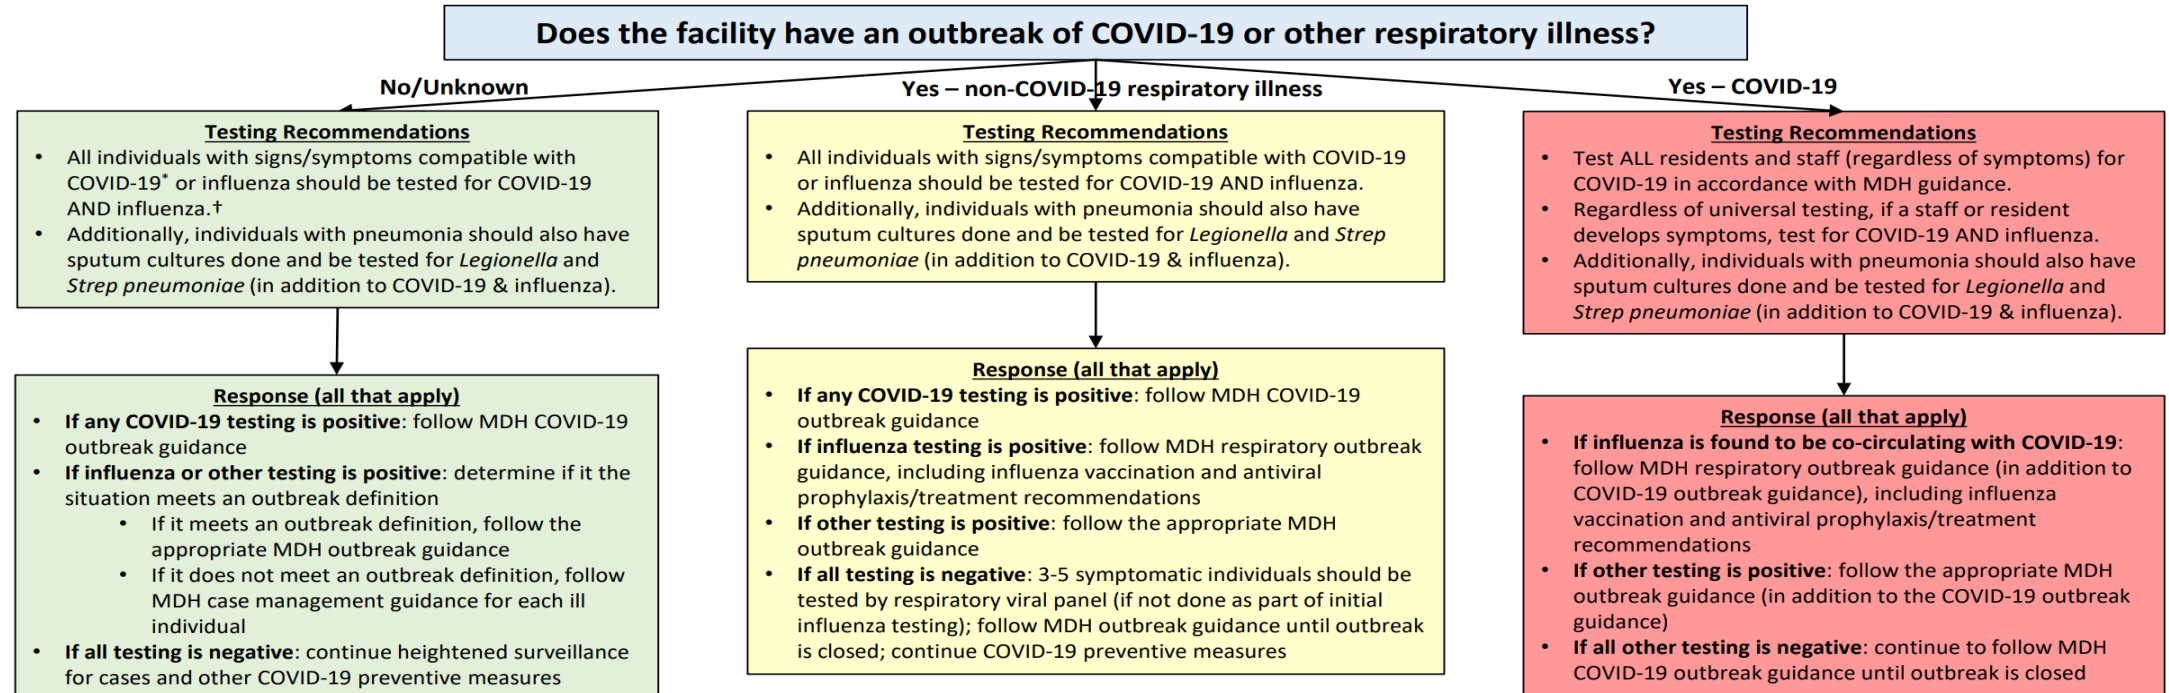 Does the facility have an outbreak of COVID-19 or other respiratory illness?
No/Unknown
Yes – non-COVID-19 respiratory illness
Yes – COVID-19
Testing Recommendations
• All individuals with signs/symptoms compatible with
COVID-19* or influenza should be tested for COVID-19
AND influenza.†
• Additionally, individuals with pneumonia should also have
sputum cultures done and be tested for Legionella and
Strep pneumoniae (in addition to COVID-19 & influenza).
Response (all that apply)
• If any COVID-19 testing is positive: follow MDH COVID-19
outbreak guidance
• If influenza or other testing is positive: determine if it the
situation meets an outbreak definition
• If it meets an outbreak definition, follow the
appropriate MDH outbreak guidance
• If it does not meet an outbreak definition, follow
MDH case management guidance for each ill
individual
• If all testing is negative: continue heightened surveillance
for cases and other COVID-19 preventive measures
Testing Recommendations
• All individuals with signs/symptoms compatible with COVID-19
or influenza should be tested for COVID-19 AND influenza.
• Additionally, individuals with pneumonia should also have
sputum cultures done and be tested for Legionella and Strep
pneumoniae (in addition to COVID-19 & influenza).
Response (all that apply)
• If any COVID-19 testing is positive: follow MDH COVID-19
outbreak guidance
• If influenza testing is positive: follow MDH respiratory outbreak
guidance, including influenza vaccination and antiviral
prophylaxis/treatment recommendations
• If other testing is positive: follow the appropriate MDH
outbreak guidance
• If all testing is negative: 3-5 symptomatic individuals should be
tested by respiratory viral panel (if not done as part of initial
influenza testing); follow MDH outbreak guidance until outbreak
is closed; continue COVID-19 preventive measures
Testing Recommendations
• Test ALL residents and staff (regardless of symptoms) for
COVID-19 in accordance with MDH guidance.
• Regardless of universal testing, if a staff or resident
develops symptoms, test for COVID-19 AND influenza.
• Additionally, individuals with pneumonia should also have
sputum cultures done and be tested for Legionella and
Strep pneumoniae (in addition to COVID-19 & influenza).
Response (all that apply)
• If influenza is found to be co-circulating with COVID-19:
follow MDH respiratory outbreak guidance (in addition to
COVID-19 outbreak guidance), including influenza
vaccination and antiviral prophylaxis/treatment
recommendations
• If other testing is positive: follow the appropriate MDH
outbreak guidance (in addition to the COVID-19 outbreak
guidance)
• If all other testing is negative: continue to follow MDH
COVID-19 outbreak guidance until outbreak is closed